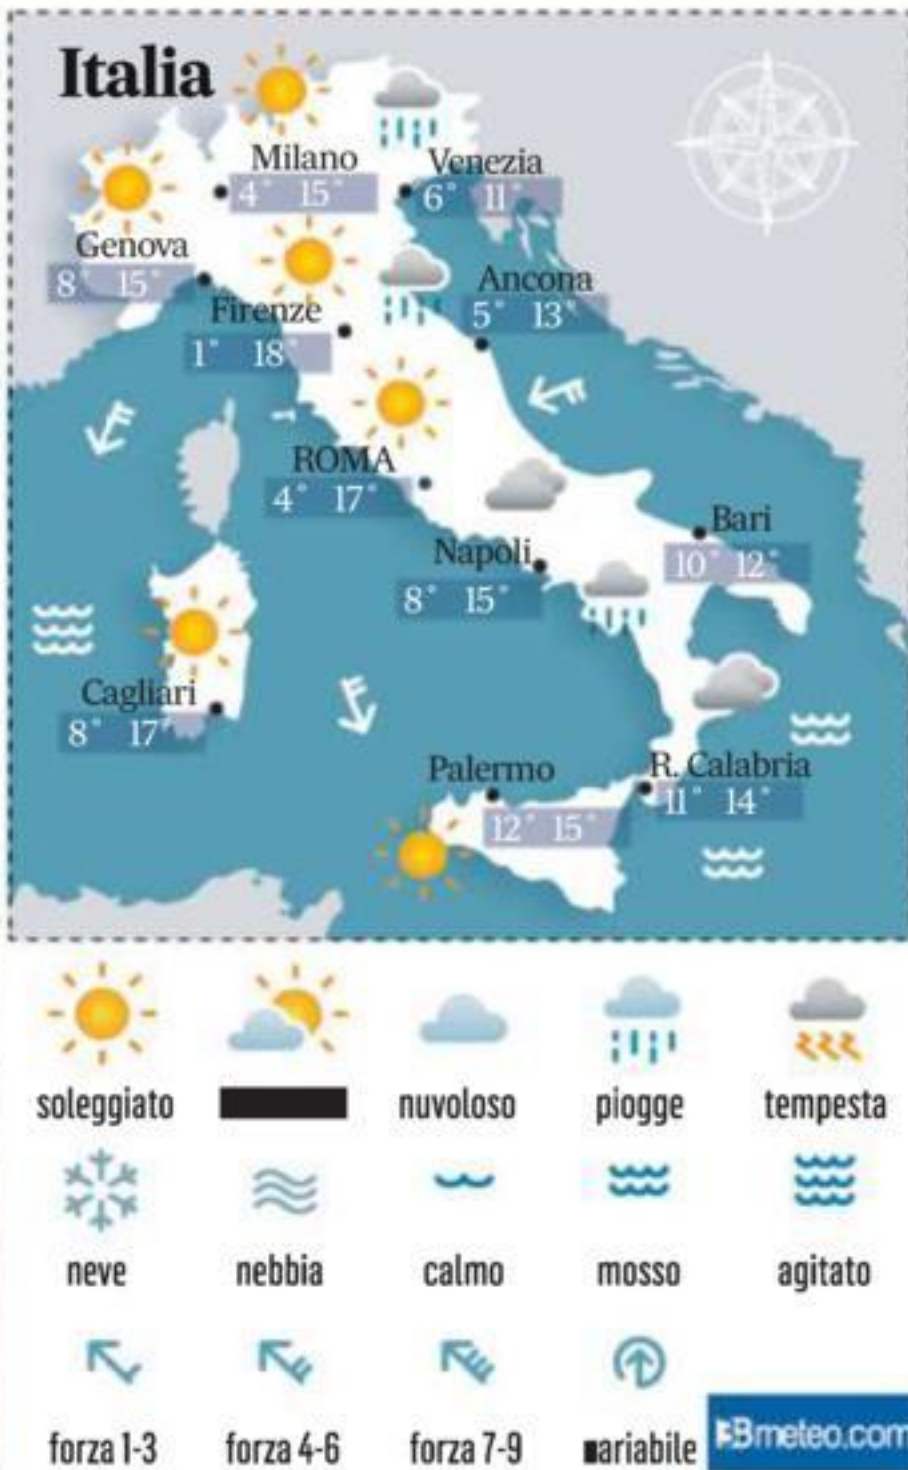 Italia
Milano
4° 15°
Venezia
6° 11°
Genova
8° 15°
Firenze
1° 18°
Ancona
5° 13°
ROMA
4° 17°
Napoli
8° 15°
Bari
10° 12°
Cagliari
8° 17°
Palermo
12° 15°
R. Calabria
11° 14°
soleggiato
nuvoloso
piogge
tempesta
neve
nebbia
calmo
mosso
agitato
forza 1-3
forza 4-6
forza 7-9
ariabile
Bmeteo.com